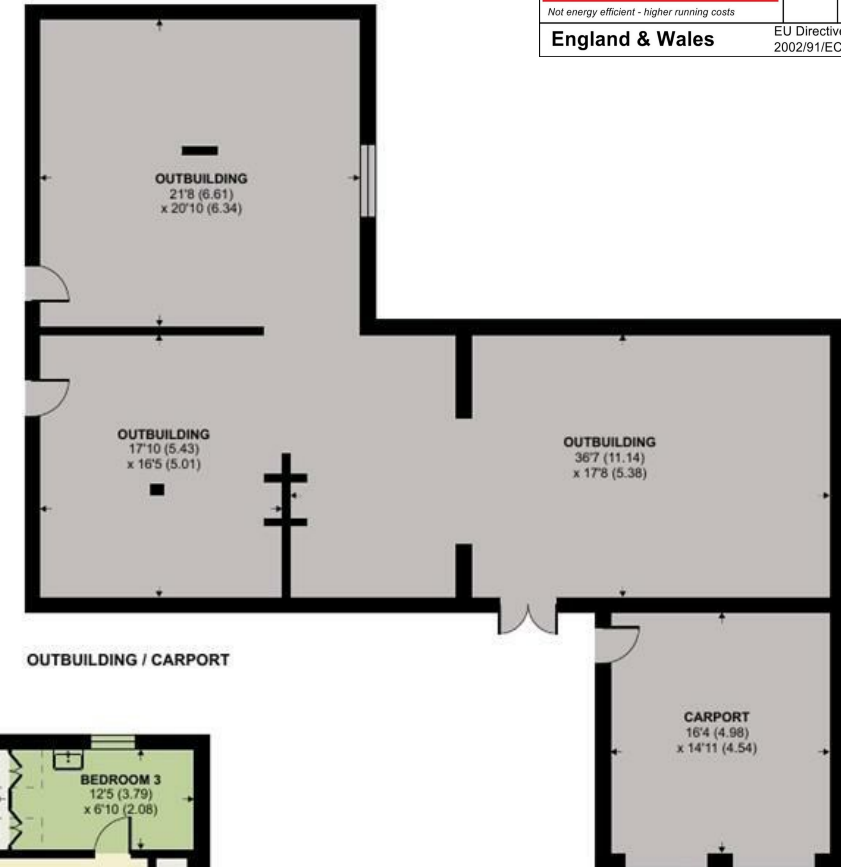 Not energy efficient - higher running costs
England & Wales
EU Directive
2002/91/EC
OUTBUILDING
21'8 (6.61)
x 20'10 (6.34)
OUTBUILDING
17'10 (5.43)
x 16'5 (5.01)
OUTBUILDING
36'7 (11.14)
x 17'8 (5.38)
OUTBUILDING / CARPORT
CARPORT
16'4 (4.98)
x 14'11 (4.54)
BEDROOM 3
12'5 (3.79)
x 6'10 (2.08)